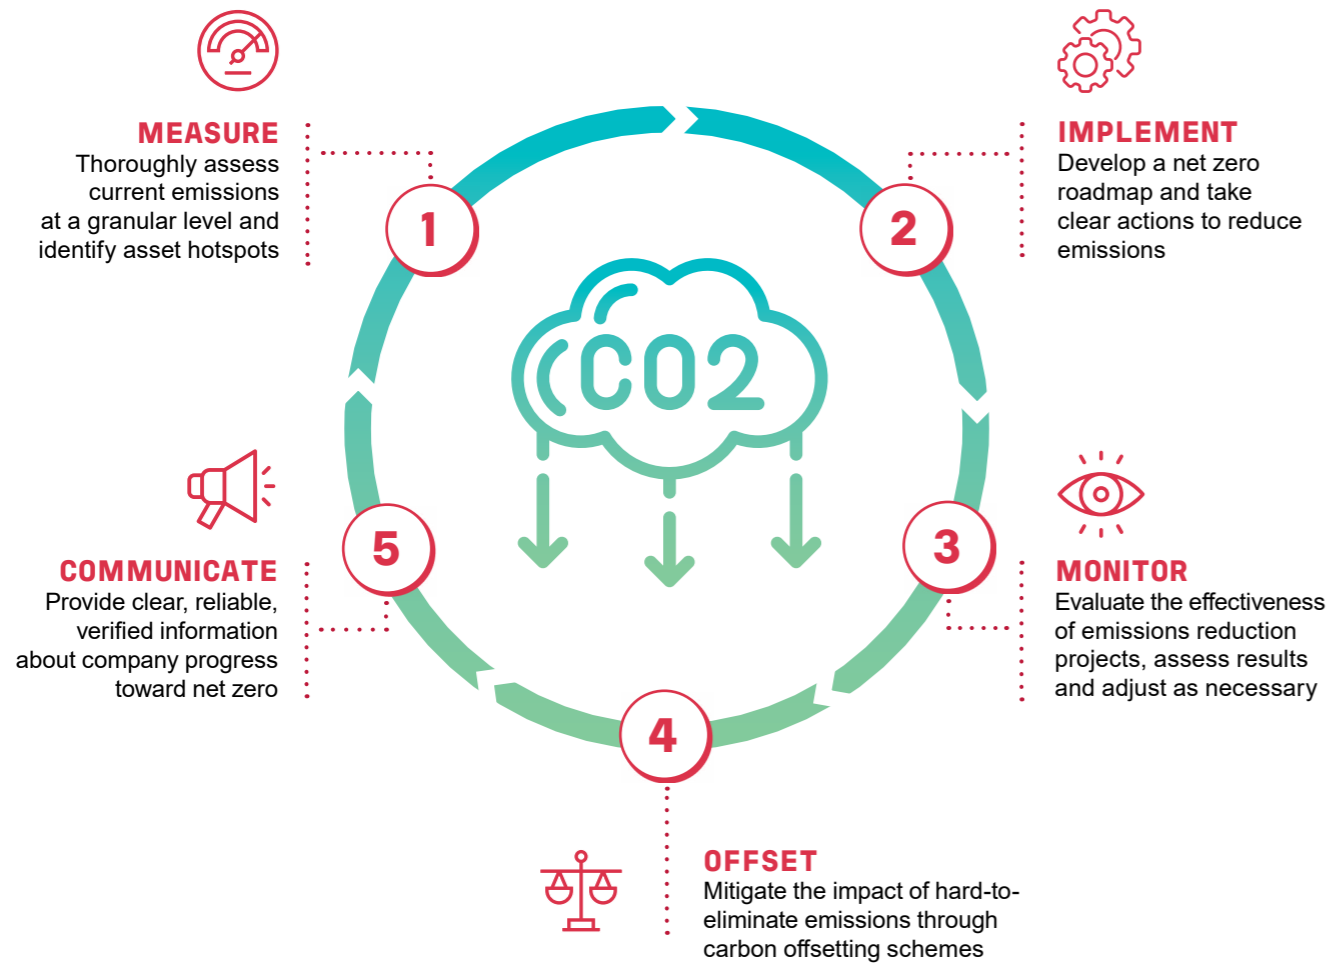 MEASURE
Thoroughly assess
current emissions
at a granular level and
identify asset hotspots
1
IMPLEMENT
Develop a net zero
roadmap and take
clear actions to reduce
emissions
2
CO2
MONITOR
Evaluate the effectiveness
of emissions reduction
projects, assess results
and adjust as necessary
3
OFFSET
Mitigate the impact of hard-to-
eliminate emissions through
carbon offsetting schemes
4
COMMUNICATE
Provide clear, reliable,
verified information
about company progress
toward net zero
5